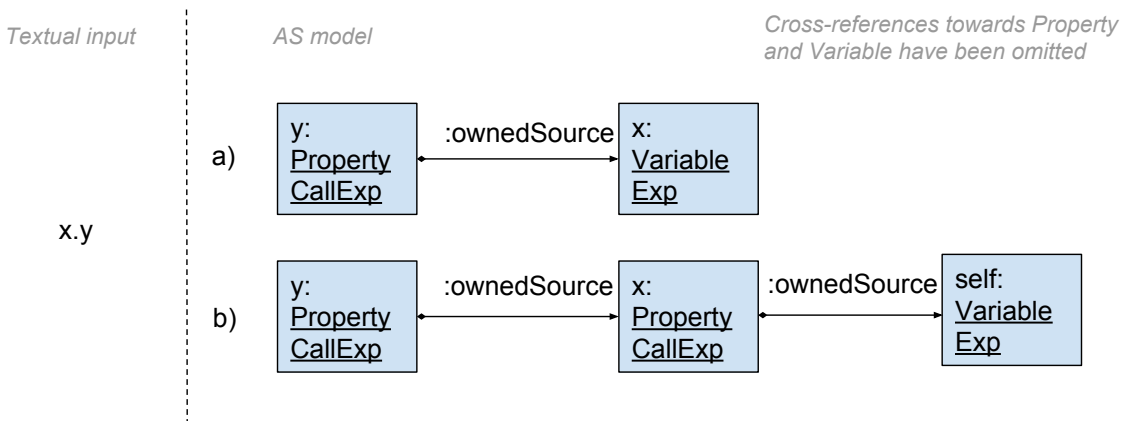 Textual input
AS model
Cross-references towards Property
and Variable have been omitted
a)
y:
Property
CallExp
:ownedSource
x:
Variable
Exp
x.y
b)
y:
Property
CallExp
:ownedSource
x:
Property
CallExp
:ownedSource
self:
Variable
Exp